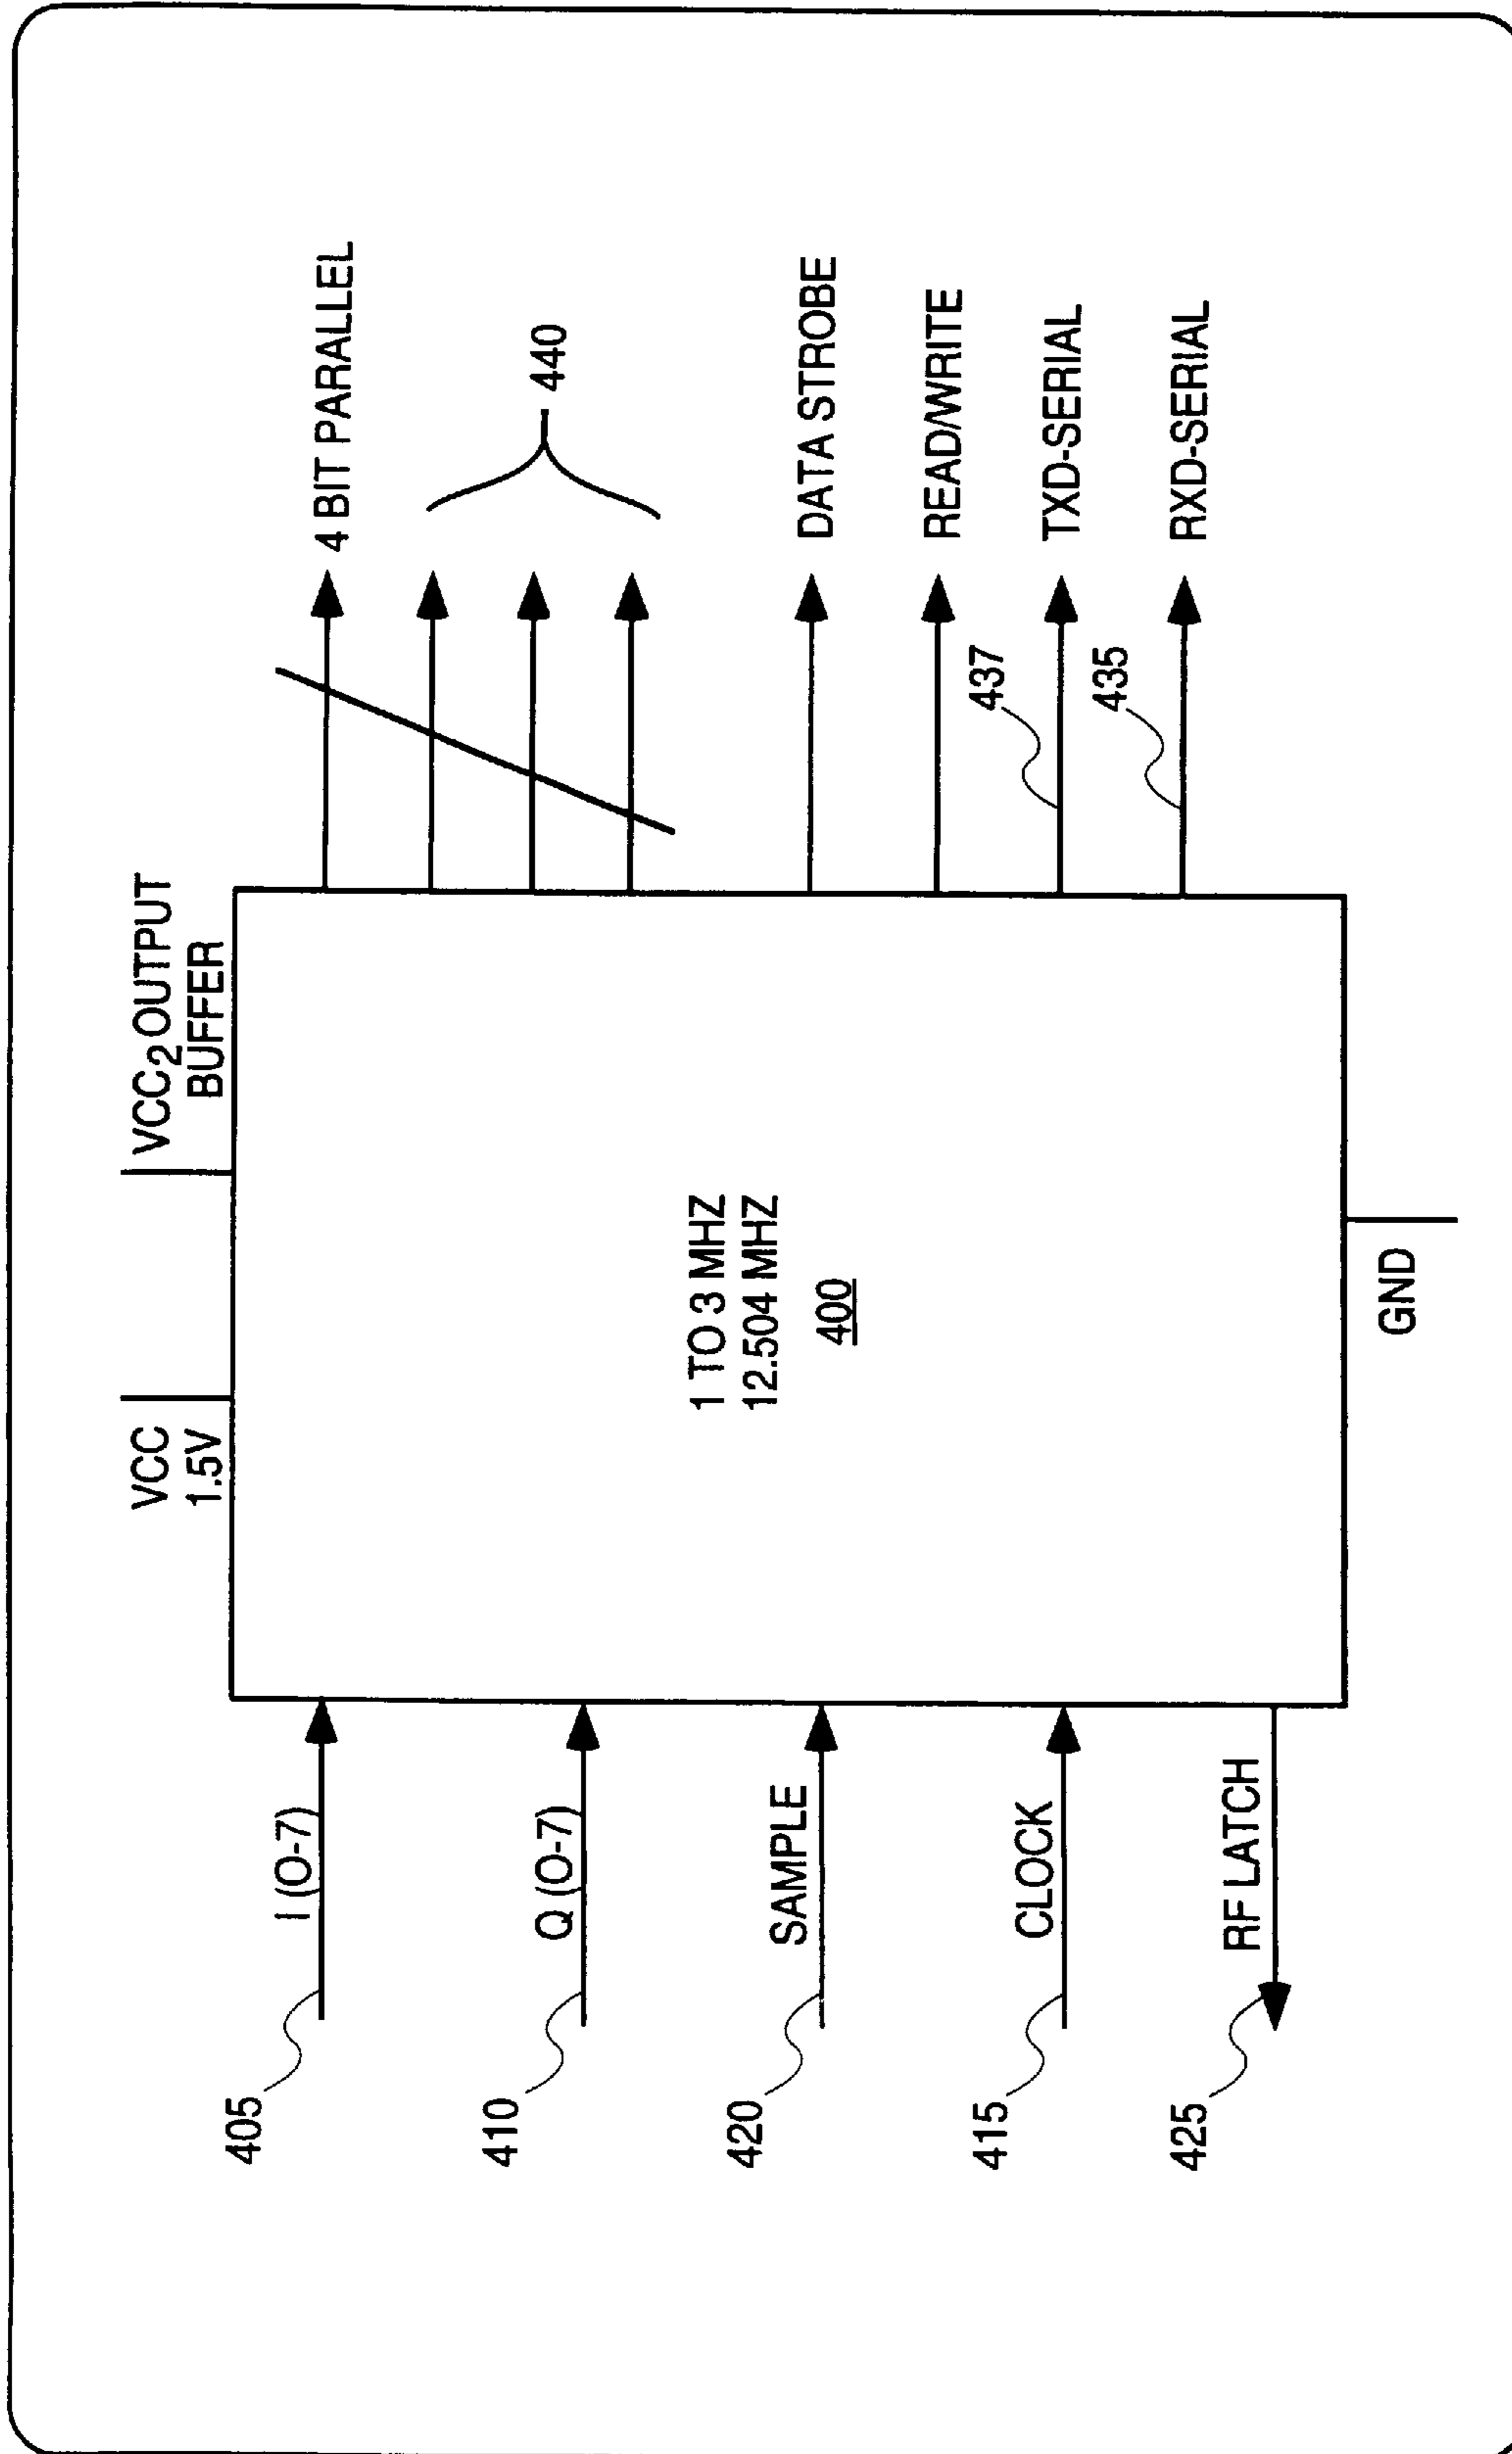 VCC
1.5V
VCC2 OUTPUT
BUFFER
405
I (O-7)
410
Q (O-7)
420
SAMPLE
415
CLOCK
425
RF LATCH
1 TO 3 MHZ
12.504 MHZ
400
4 BIT PARALLEL
440
DATA STROBE
READ/WRITE
437
TXD-SERIAL
435
RXD-SERIAL
GND